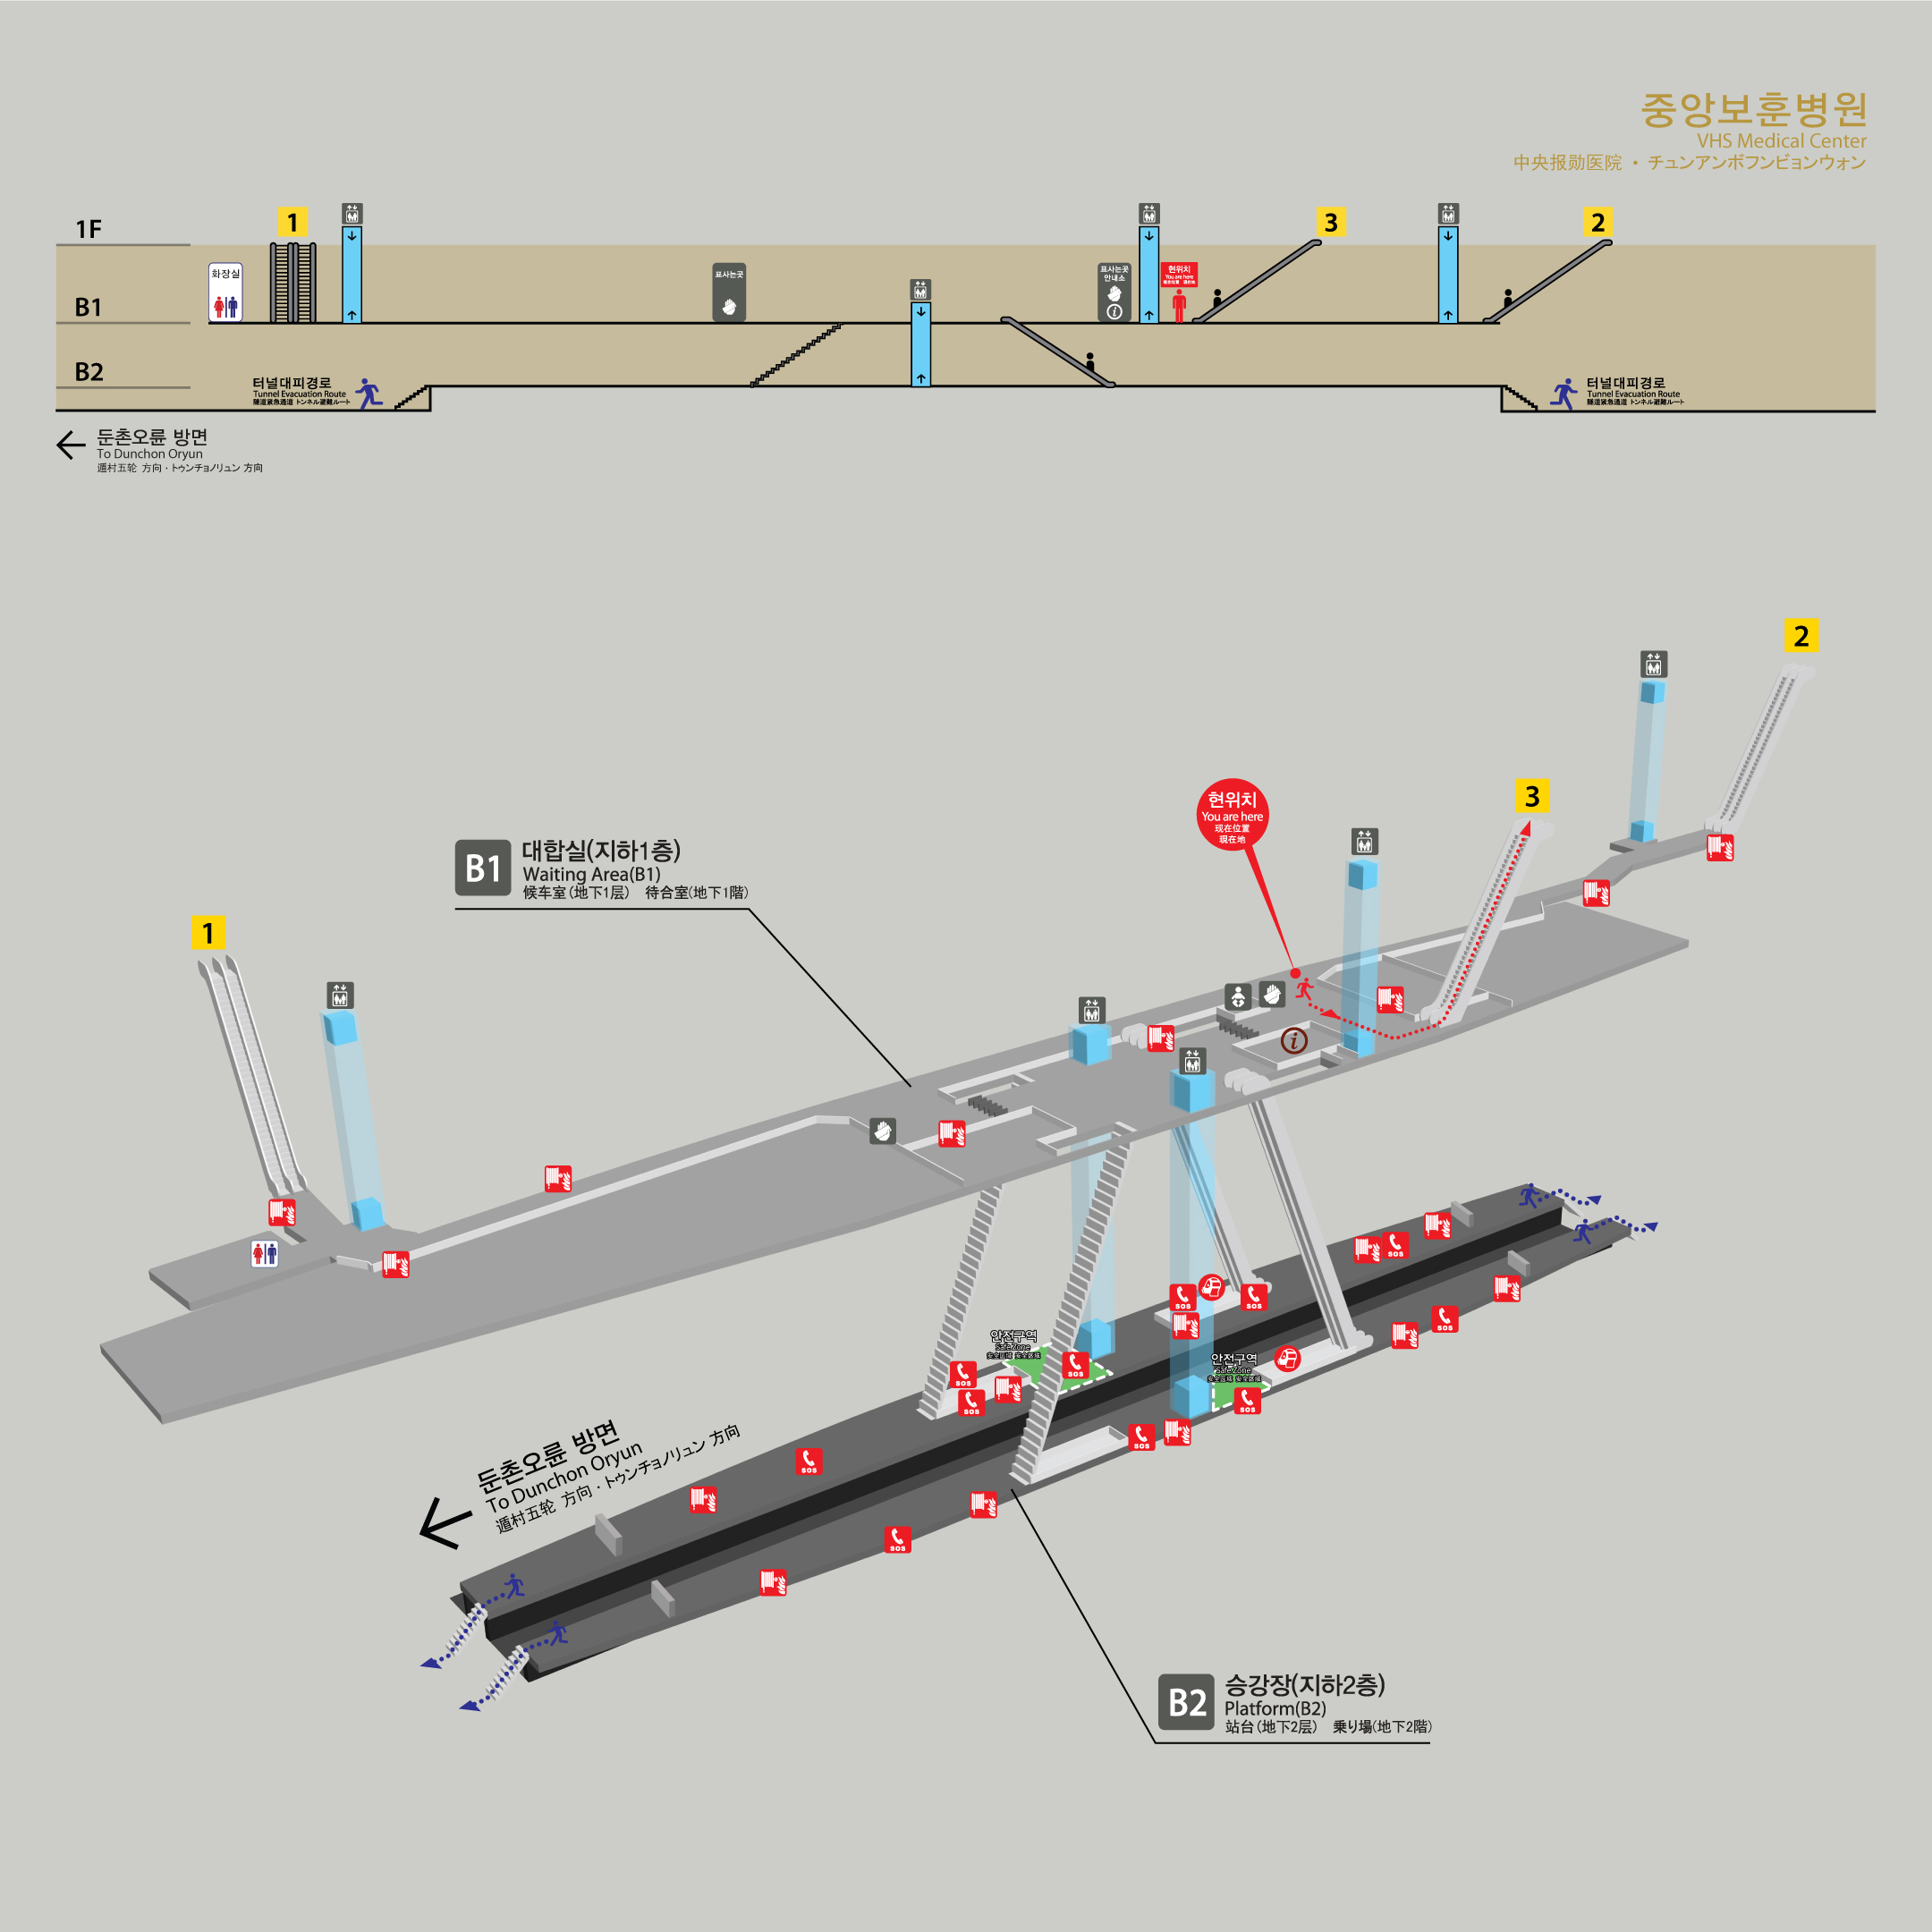 중앙보훈병원
VHS Medical Center
中央报勋医院 · チュンアンボフンビョンウォン
1F
1
3
2
화장실
표사는곳
표사는곳
안내소
현위치
You are here
B1
B2
터널대피경로
Tunnel Evacuation Route
隧道紧急通道 トンネル避難ルート
터널대피경로
Tunnel Evacuation Route
隧道紧急通道 トンネル避難ルート
둔촌오륜 방면
To Dunchon Oryun
遁村五轮 方向 · トゥンチョノリュン 方向
2
3
현위치
You are here
现在位置
現在地
B1
대합실(지하1층)
Waiting Area(B1)
候车室(地下1层) 待合室(地下1階)
1
SOS
SOS
SOS
SOS
안전구역
Safe Zone
안전구역
Safe Zone
SOS
SOS
SOS
SOS
SOS
SOS
SOS
둔촌오륜 방면
To Dunchon Oryun
遁村五轮 方向 · トゥンチョノリュン 方向
B2
승강장(지하2층)
Platform(B2)
站台(地下2层) 乗り場(地下2階)